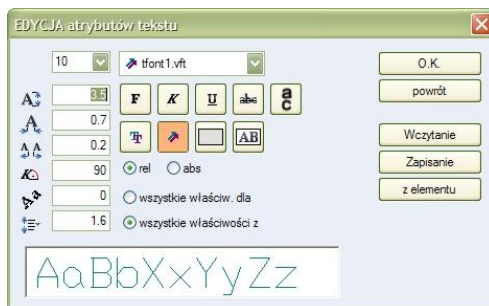 EDYCJA atrybutów tekstu
10 tfont1.vft O.K.
3.5 F K U abc a c powrót
0.7
0.2 T AB Wczytanie
90 rel abs Zapisanie
0 wszystkie właściw. dla z elementu
1.6 wszystkie właściwości z
AaBbXxYyZz